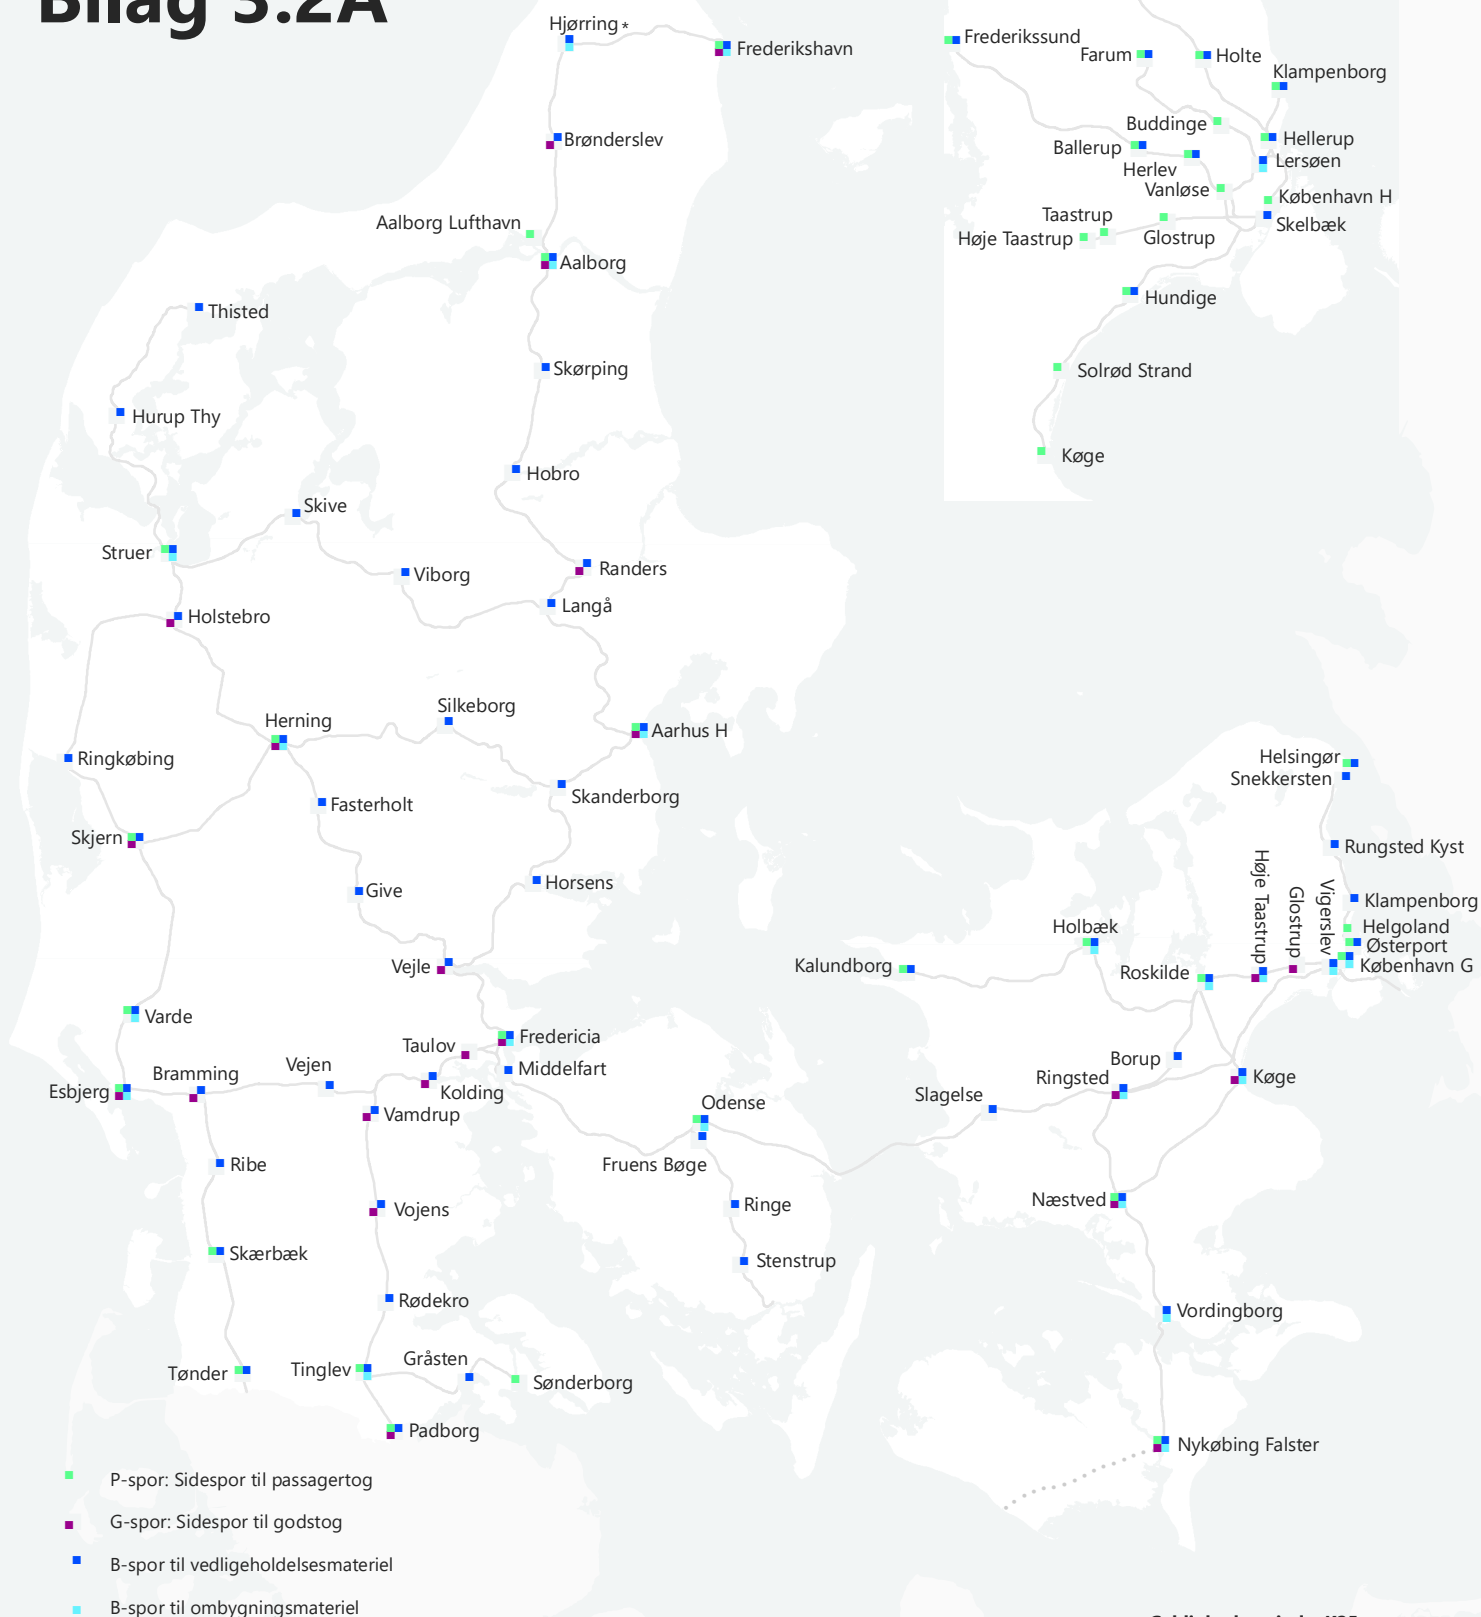 Bilag 3.2A
Hjørring *
Frederikshavn
Brønderslev
Aalborg Lufthavn
Aalborg
Thisted
Skørping
Hurup Thy
Hobro
Skive
Struer
Viborg
Randers
Langå
Holstebro
Silkeborg
Herning
Aarhus H
Ringkøbing
Skanderborg
Fasterholt
Skjern
Horsens
Give
Vejle
Varde
Taulov
Fredericia
Middelfart
Vejen
Bramming
Esbjerg
Kolding
Vamdrup
Odense
Fruens Bøge
Ribe
Vojens
Ringe
Skærbæk
Stenstrup
Rødekro
Gråsten
Tinglev
Tønder
Sønderborg
Padborg
Frederikssund
Farum
Holte
Klampenborg
Buddinge
Hellerup
Ballerup
Lersøen
Herlev
Vanløse
København H
Taastrup
Skelbæk
Høje Taastrup
Glostrup
Hundige
Solrød Strand
Køge
Helsingør
Snekkersten
Rungsted Kyst
Høje Taastrup
Glostrup
Vigerslev
Klampenborg
Helgoland
Østerport
København G
Holbæk
Kalundborg
Roskilde
Borup
Ringsted
Køge
Slagelse
Næstved
Vordingborg
Nykøbing Falster
P-spor: Sidespor til passagertog
G-spor: Sidespor til godstog
B-spor til vedligeholdelsesmateriel
B-spor til ombygningsmateriel